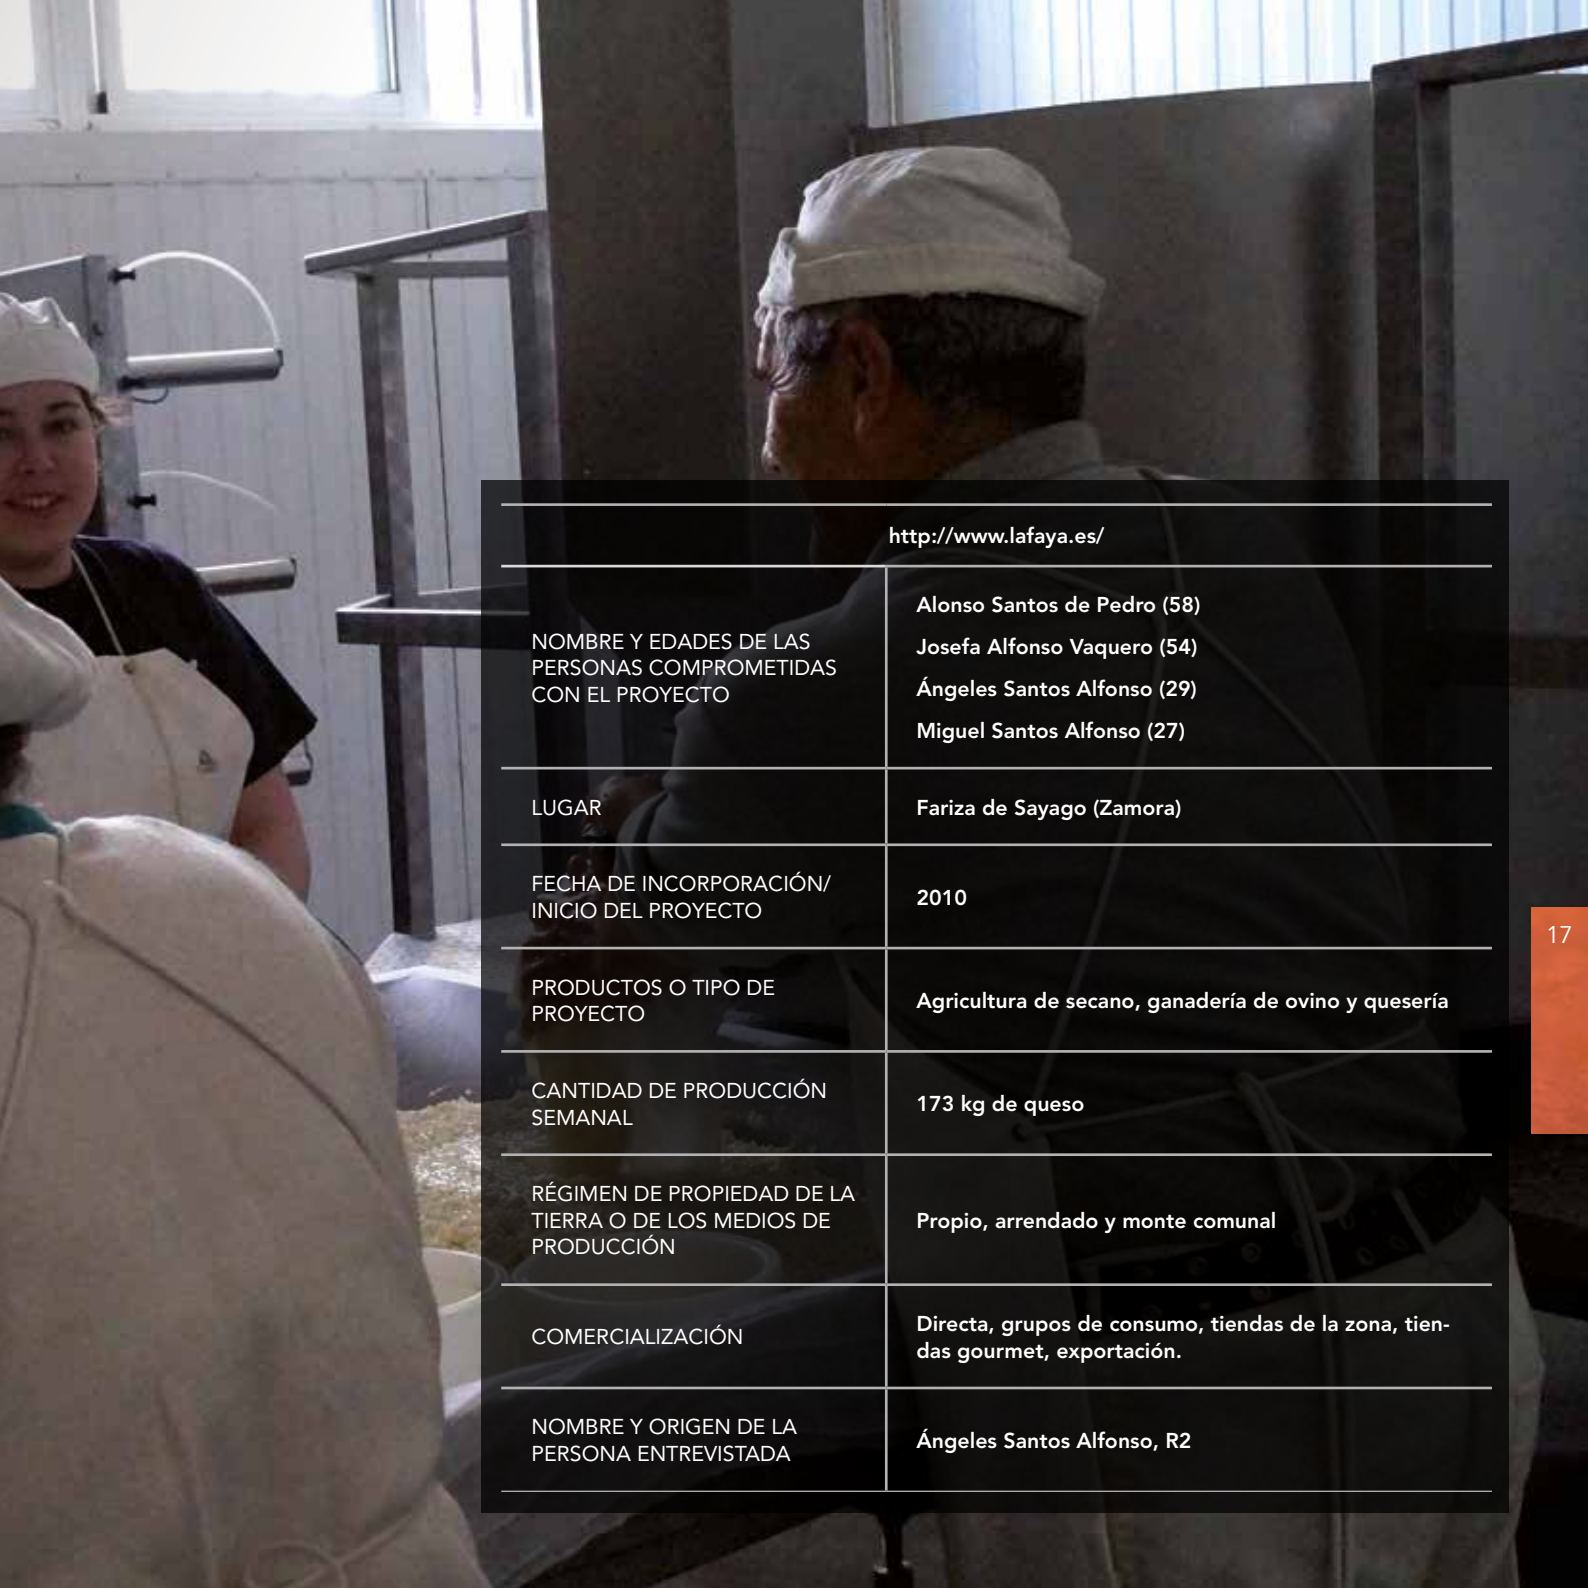 http://www.lafaya.es/
NOMBRE Y EDADES DE LAS
PERSONAS COMPROMETIDAS
CON EL PROYECTO
Alonso Santos de Pedro (58)
Josefa Alfonso Vaquero (54)
Ángeles Santos Alfonso (29)
Miguel Santos Alfonso (27)
LUGAR
Fariza de Sayago (Zamora)
FECHA DE INCORPORACIÓN/
INICIO DEL PROYECTO
2010
PRODUCTOS O TIPO DE
PROYECTO
Agricultura de secano, ganadería de ovino y quesería
CANTIDAD DE PRODUCCIÓN
SEMANAL
173 kg de queso
RÉGIMEN DE PROPIEDAD DE LA
TIERRA O DE LOS MEDIOS DE
PRODUCCIÓN
Propio, arrendado y monte comunal
COMERCIALIZACIÓN
Directa, grupos de consumo, tiendas de la zona, tien-
das gourmet, exportación.
NOMBRE Y ORIGEN DE LA
PERSONA ENTREVISTADA
Ángeles Santos Alfonso, R2
17